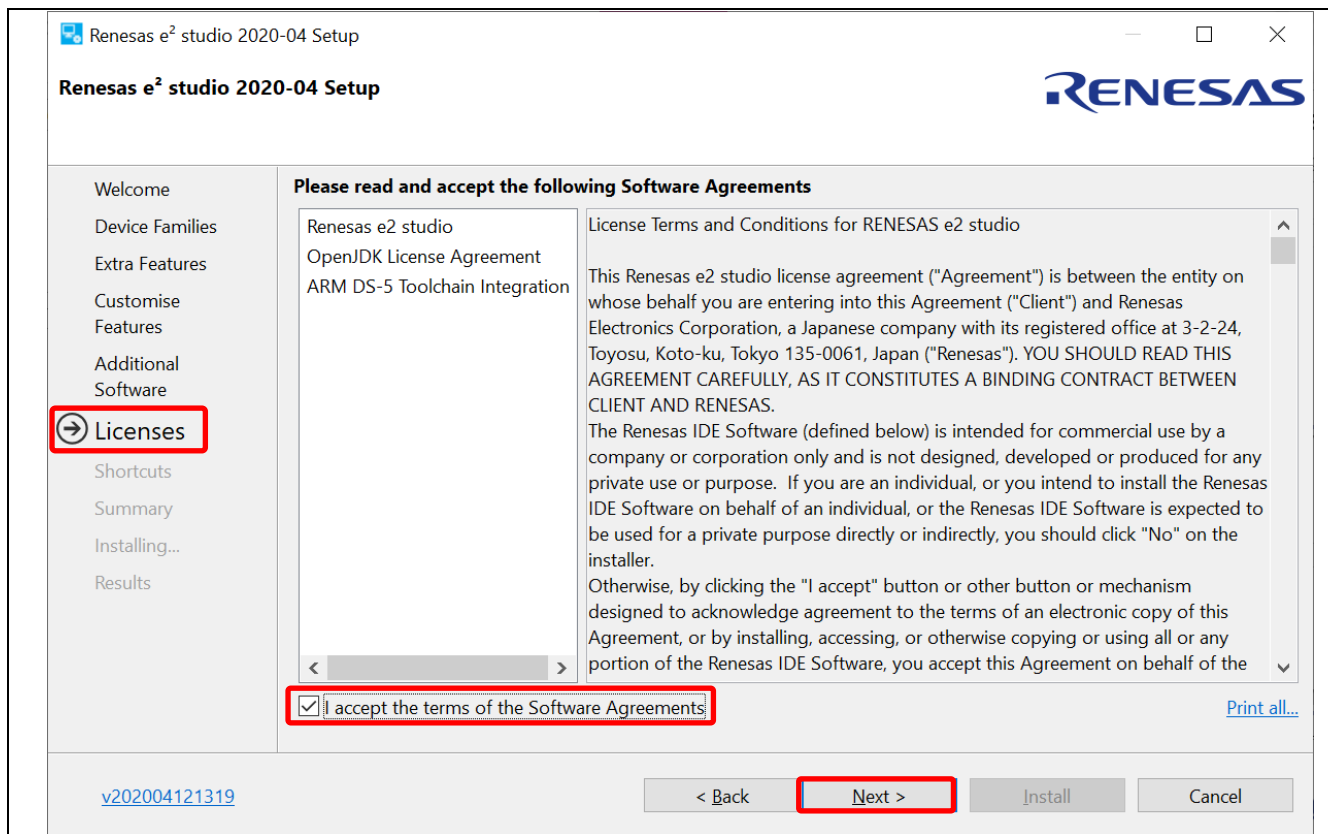 Renesas e² studio 2020-04 Setup
Renesas e² studio 2020-04 Setup
RENESAS
Welcome
Device Families
Extra Features
Customise
Features
Additional
Software
Licenses
Shortcuts
Summary
Installing...
Results
Please read and accept the following Software Agreements
Renesas e2 studio
OpenJDK License Agreement
ARM DS-5 Toolchain Integration
License Terms and Conditions for RENESAS e2 studio
This Renesas e2 studio license agreement ("Agreement") is between the entity on
whose behalf you are entering into this Agreement ("Client") and Renesas
Electronics Corporation, a Japanese company with its registered office at 3-2-24,
Toyosu, Koto-ku, Tokyo 135-0061, Japan ("Renesas"). YOU SHOULD READ THIS
AGREEMENT CAREFULLY, AS IT CONSTITUTES A BINDING CONTRACT BETWEEN
CLIENT AND RENESAS.
The Renesas IDE Software (defined below) is intended for commercial use by a
company or corporation only and is not designed, developed or produced for any
private use or purpose.  If you are an individual, or you intend to install the Renesas
IDE Software on behalf of an individual, or the Renesas IDE Software is expected to
be used for a private purpose directly or indirectly, you should click "No" on the
installer.
Otherwise, by clicking the "I accept" button or other button or mechanism
designed to acknowledge agreement to the terms of an electronic copy of this
Agreement, or by installing, accessing, or otherwise copying or using all or any
portion of the Renesas IDE Software, you accept this Agreement on behalf of the
I accept the terms of the Software Agreements
Print all...
v202004121319
< Back
Next >
Install
Cancel